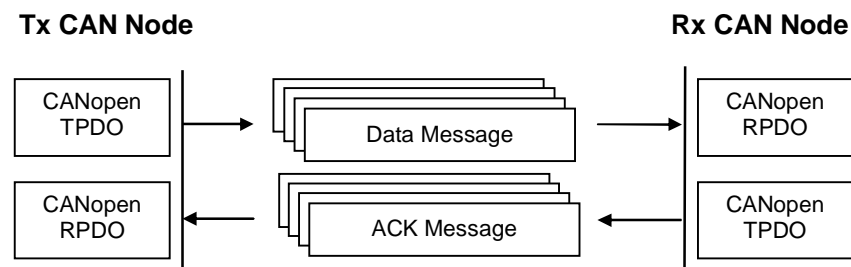 Tx CAN Node
Rx CAN Node
CANopen
TPDO
Data Message
CANopen
RPDO
CANopen
RPDO
ACK Message
CANopen
TPDO